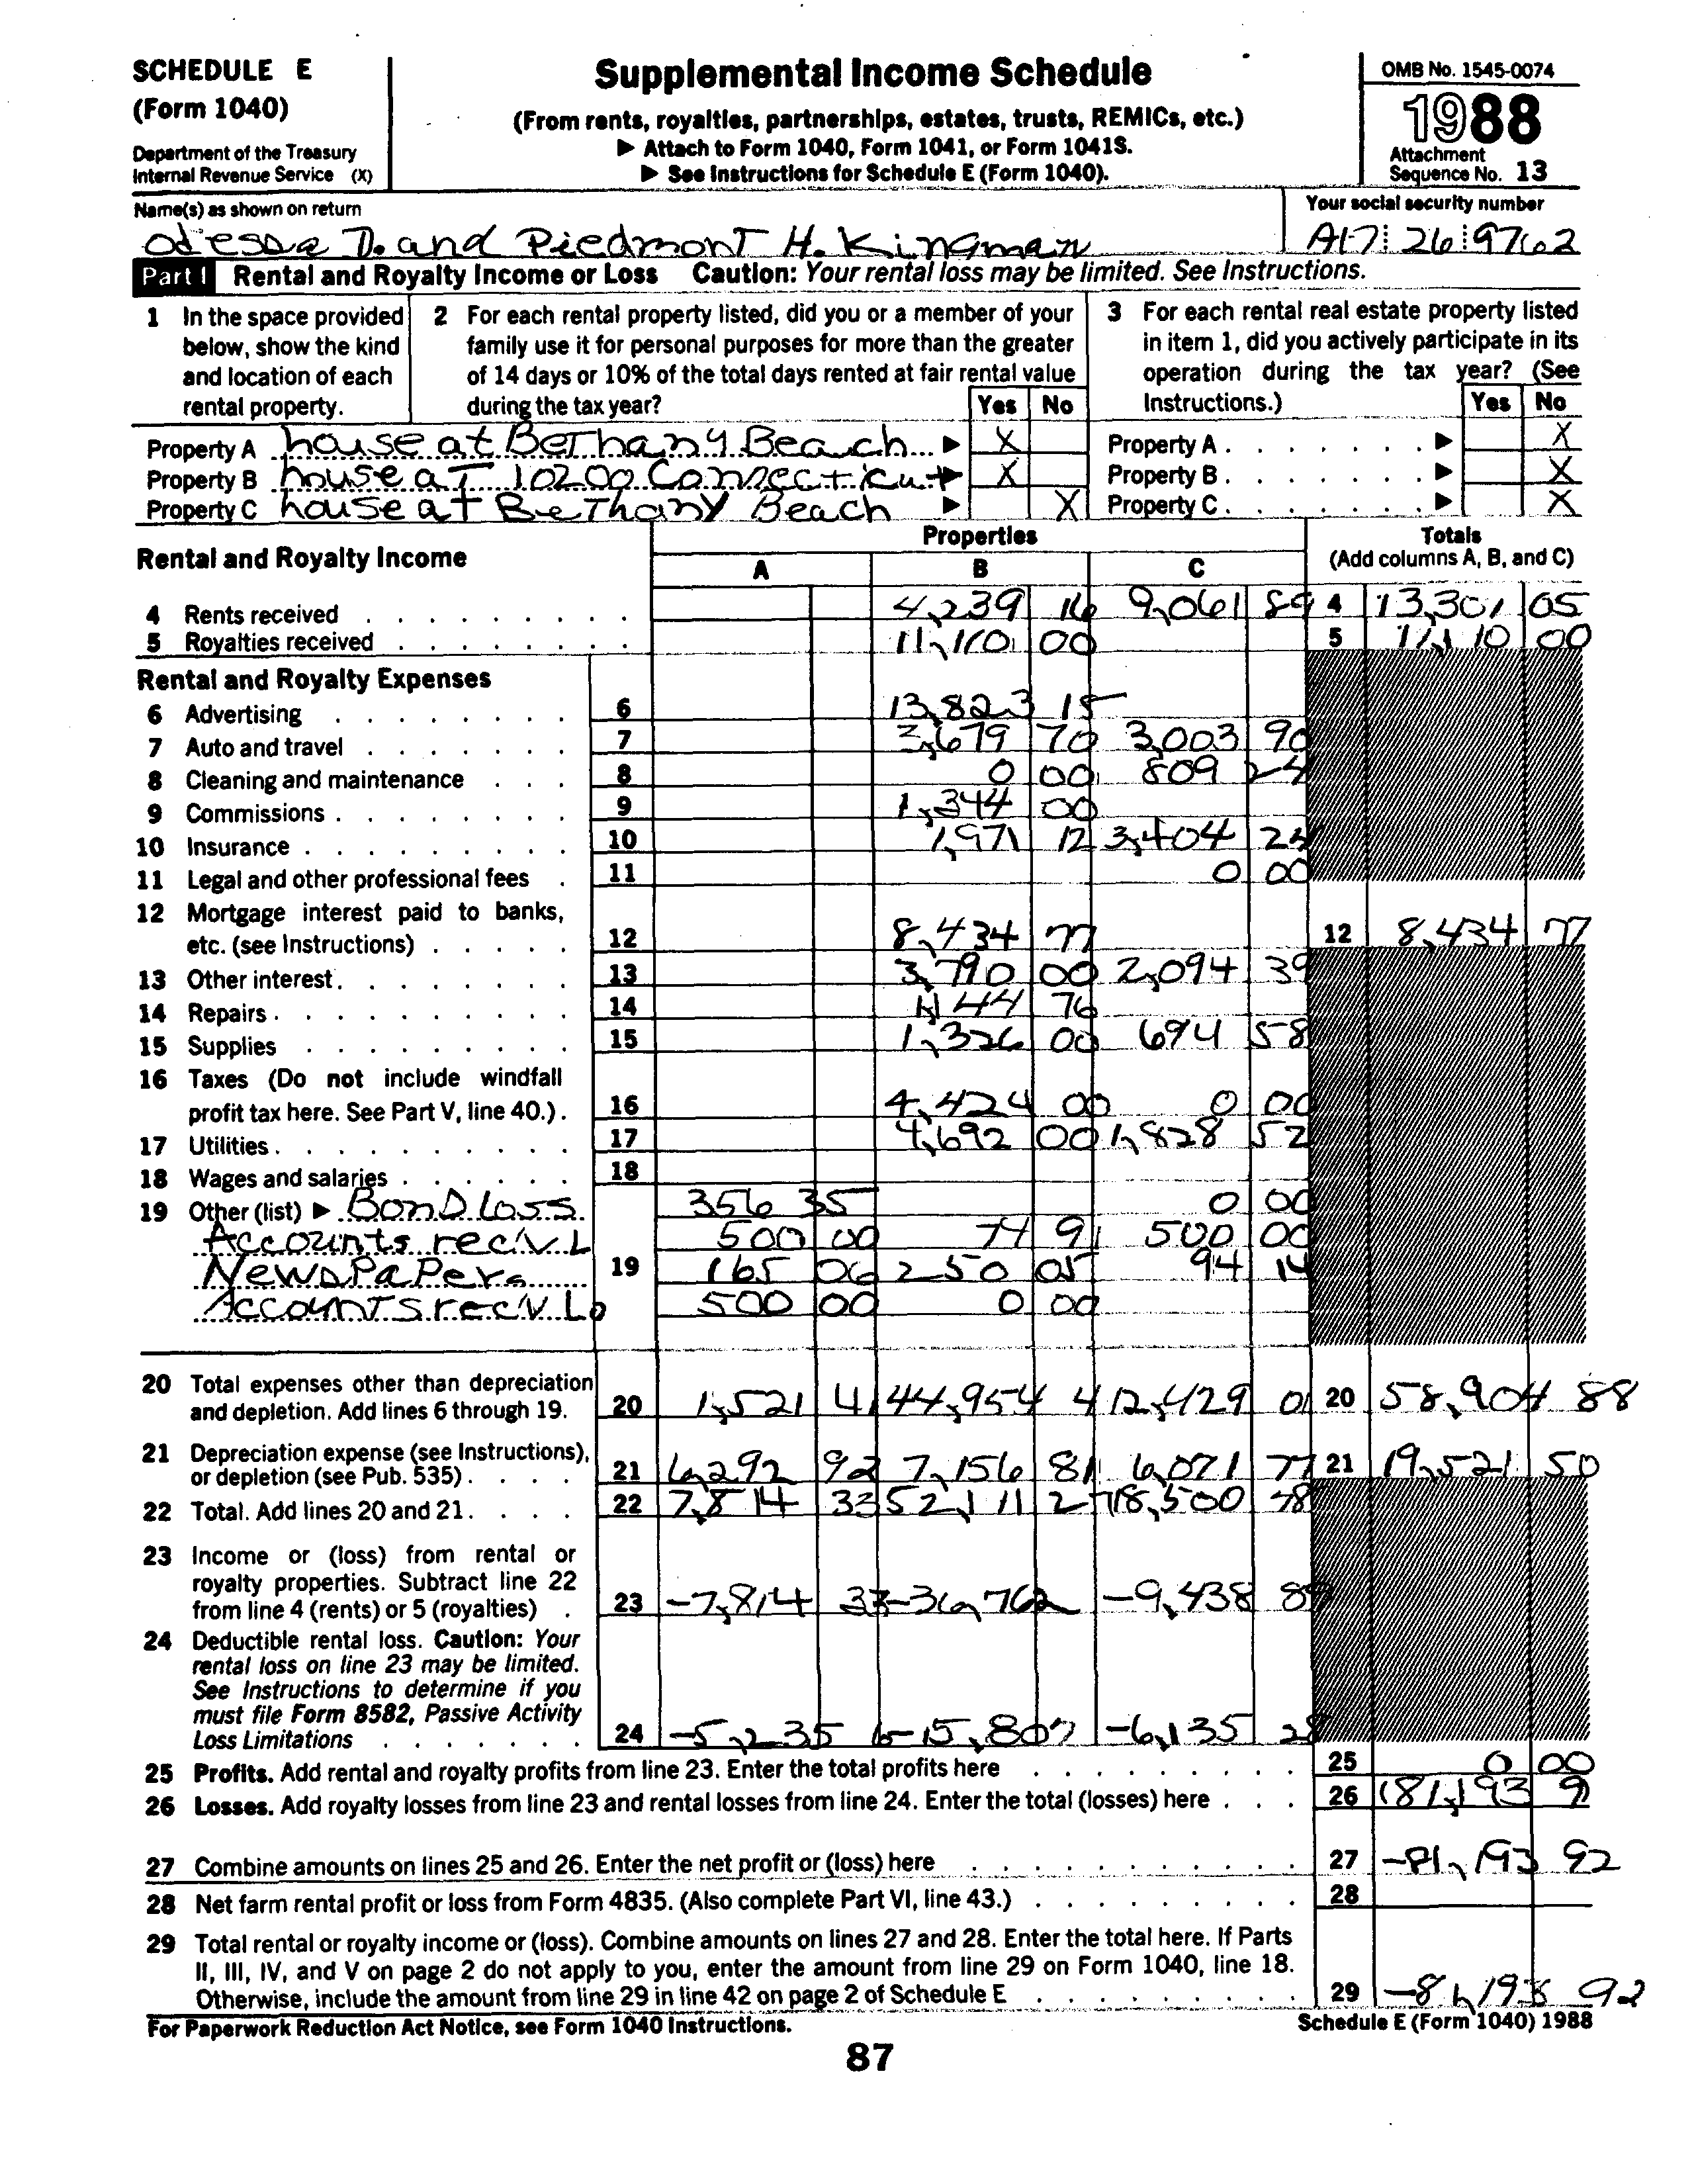 SCHEDULE E
(Form 1040)
Department of the Treasury
Internal Revenue Service (X)
Supplemental Income Schedule
(From rents, royalties, partnerships, estates, trusts, REMICs, etc.)
▶ Attach to Form 1040, Form 1041, or Form 1041S.
▶ See Instructions for Schedule E (Form 1040).
OMB No. 1545-0074
1988
Attachment
Sequence No. 13
Name(s) as shown on return
Odessa D. and Piedmont H. Kingman
Your social security number
A17 26 9762
Part I Rental and Royalty Income or Loss Caution: Your rental loss may be limited. See Instructions.
1 In the space provided
below, show the kind
and location of each
rental property.
2 For each rental property listed, did you or a member of your
family use it for personal purposes for more than the greater
of 14 days or 10% of the total days rented at fair rental value
during the tax year? Yes No
3 For each rental real estate property listed
in item 1, did you actively participate in its
operation during the tax year? (See
Instructions.) Yes No
Property A house at Bethany Beach ▶ X Property A ▶ X
Property B house at 10200 Connecticut ▶ X Property B ▶ X
Property C house at Bethany Beach ▶ X Property C ▶ X
Rental and Royalty Income
Properties
A B C
Totals
(Add columns A, B, and C)
4 Rents received 4,239 16 9,061 89 4 13,301 05
5 Royalties received 11,110 00 5 11,110 00
Rental and Royalty Expenses
6 Advertising 6 13,823 15
7 Auto and travel 7 3,679 70 3,003 90
8 Cleaning and maintenance 8 0 00 809 24
9 Commissions 9 1,344 00
10 Insurance 10 1,971 12 3,404 24
11 Legal and other professional fees 11 0 00
12 Mortgage interest paid to banks,
etc. (see Instructions) 12 8,434 77 12 8,434 77
13 Other interest 13 3,790 00 2,094 39
14 Repairs 14 1,144 76
15 Supplies 15 1,326 00 694 58
16 Taxes (Do not include windfall
profit tax here. See Part V, line 40.) 16 4,424 00 0 00
17 Utilities 17 4,692 00 1,828 52
18 Wages and salaries 18
19 Other (list) ▶ Bond loss 356 35 0 00
Accounts reciv. L 500 00 74 91 500 00
Newspapers 19 165 06 250 05 94 14
Accounts reciv. Lo 500 00 0 00
20 Total expenses other than depreciation
and depletion. Add lines 6 through 19. 20 1,521 41 44,954 4 12,429 01 20 58,904 88
21 Depreciation expense (see Instructions),
or depletion (see Pub. 535) 21 6,292 92 7,156 81 6,071 77 21 19,521 50
22 Total. Add lines 20 and 21. 22 7,814 33 52,111 27 18,500 78
23 Income or (loss) from rental or
royalty properties. Subtract line 22
from line 4 (rents) or 5 (royalties) 23 -7,814 33 -36,762 -9,438 89
24 Deductible rental loss. Caution: Your
rental loss on line 23 may be limited.
See Instructions to determine if you
must file Form 8582, Passive Activity
Loss Limitations 24 -5,235 6 -15,807 -6,135 28
25 Profits. Add rental and royalty profits from line 23. Enter the total profits here 25 0 00
26 Losses. Add royalty losses from line 23 and rental losses from line 24. Enter the total (losses) here 26 (81,193 9)
27 Combine amounts on lines 25 and 26. Enter the net profit or (loss) here 27 -81,193 92
28 Net farm rental profit or loss from Form 4835. (Also complete Part VI, line 43.) 28
29 Total rental or royalty income or (loss). Combine amounts on lines 27 and 28. Enter the total here. If Parts
II, III, IV, and V on page 2 do not apply to you, enter the amount from line 29 on Form 1040, line 18.
Otherwise, include the amount from line 29 in line 42 on page 2 of Schedule E 29 -81,193 92
For Paperwork Reduction Act Notice, see Form 1040 Instructions. Schedule E (Form 1040) 1988
87